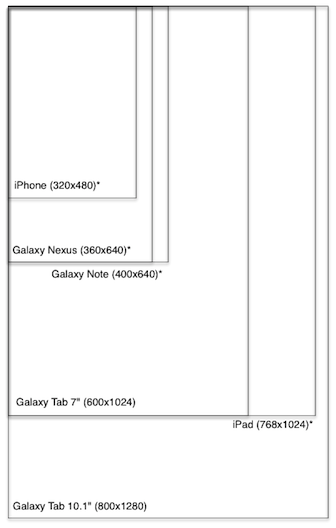 iPhone (320x480)*
Galaxy Nexus (360x640)*
Galaxy Note (400x640)*
Galaxy Tab 7" (600x1024)
iPad (768x1024)*
Galaxy Tab 10.1" (800x1280)